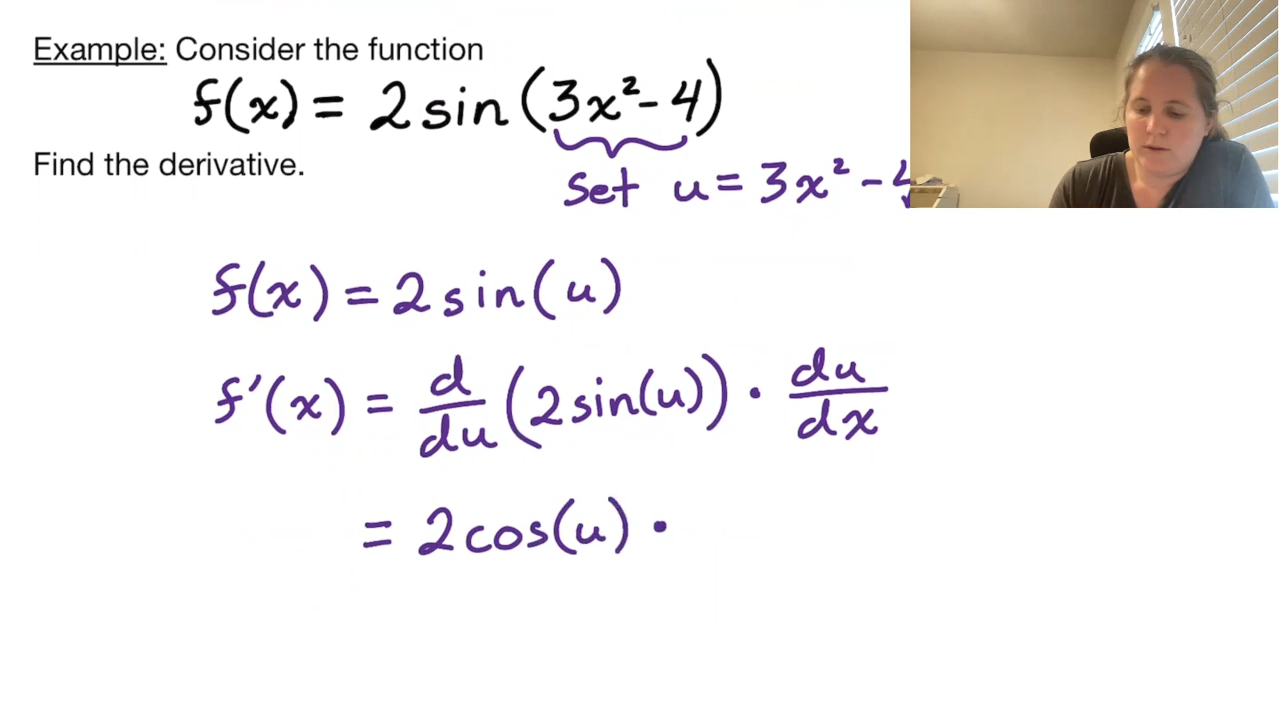 Example: Consider the function
f(x) = 2 sin (3x² - 4)
Find the derivative.
set u = 3x² - 4
f(x) = 2 sin(u)
f'(x) = d/du (2 sin(u)) · du/dx
= 2 cos(u) ·